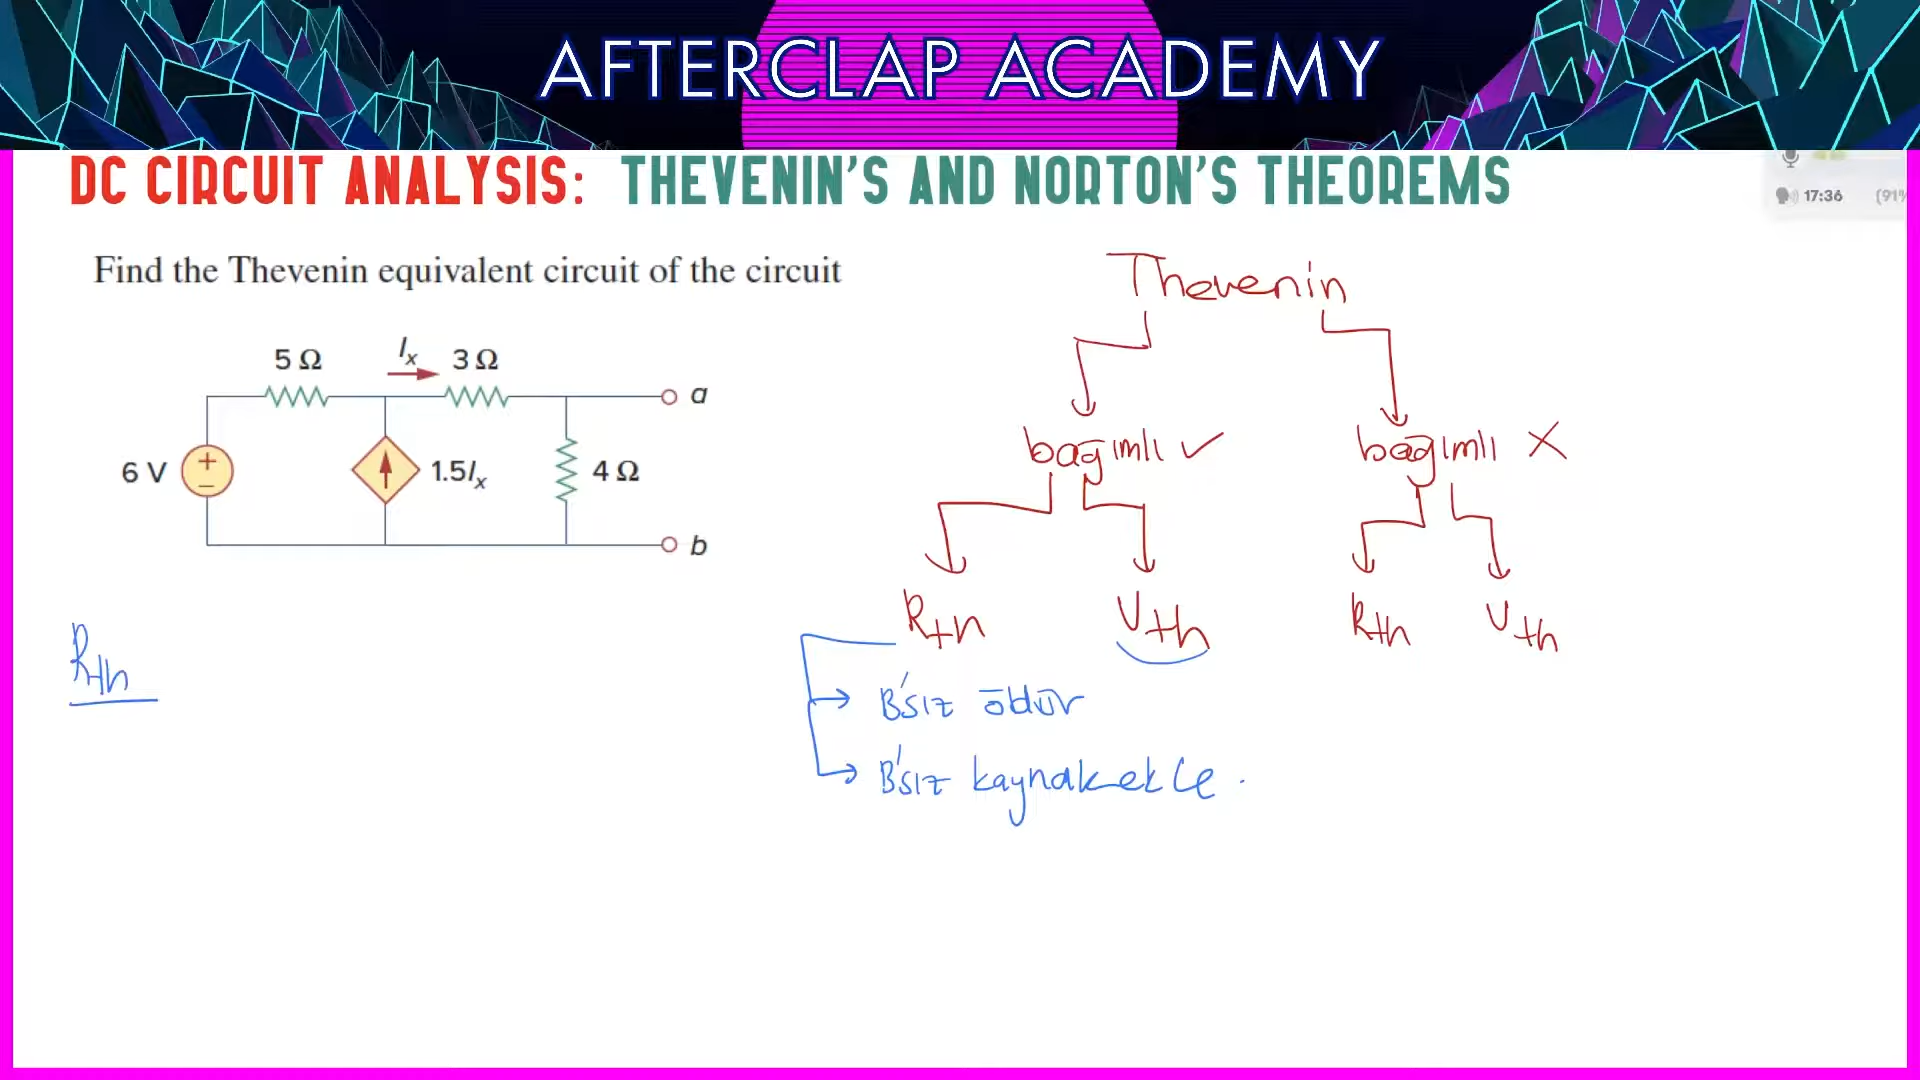 AFTERCLAP ACADEMY
DC CIRCUIT ANALYSIS: THEVENIN'S AND NORTON'S THEOREMS
17:36 (91%
Find the Thevenin equivalent circuit of the circuit
5 Ω Ix 3 Ω
a
6 V + − 1.5Ix 4 Ω
b
Thevenin
bağımlı ✓ bağımlı X
Rth Vth Rth Vth
Rth
B'sız öldür
B'sız kaynak ekle.